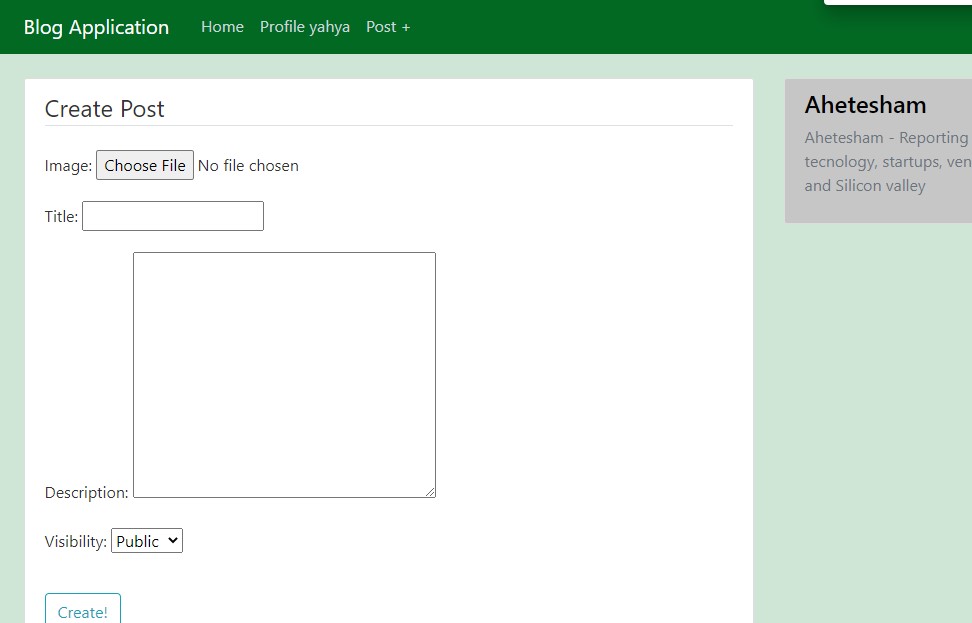 Blog Application Home Profile yahya Post +
Create Post
Image: Choose File No file chosen
Title:
Description:
Visibility: Public
Create!
Ahetesham
Ahetesham - Reporting
tecnology, startups, ven
and Silicon valley